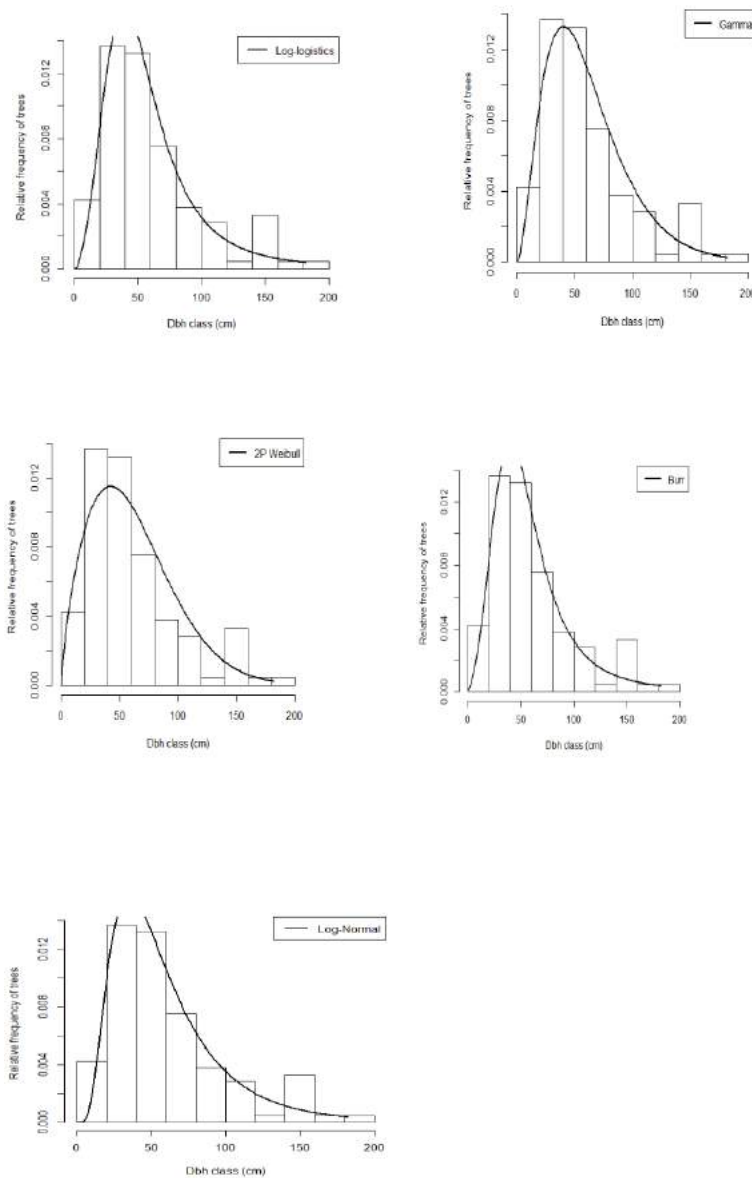 Log-logistics
Relative frequency of trees
0.000 0.004 0.008 0.012
0 50 100 150 200
Dbh class (cm)
Gamma
Relative frequency of trees
0.000 0.004 0.008 0.012
0 50 100 150 200
Dbh class (cm)
2P Weibull
Relative frequency of trees
0.000 0.004 0.008 0.012
0 50 100 150 200
Dbh class (cm)
Burr
Relative frequency of trees
0.000 0.004 0.008 0.012
0 50 100 150 200
Dbh class (cm)
Log-Normal
Relative frequency of trees
0.000 0.004 0.008 0.012
0 50 100 150 200
Dbh class (cm)